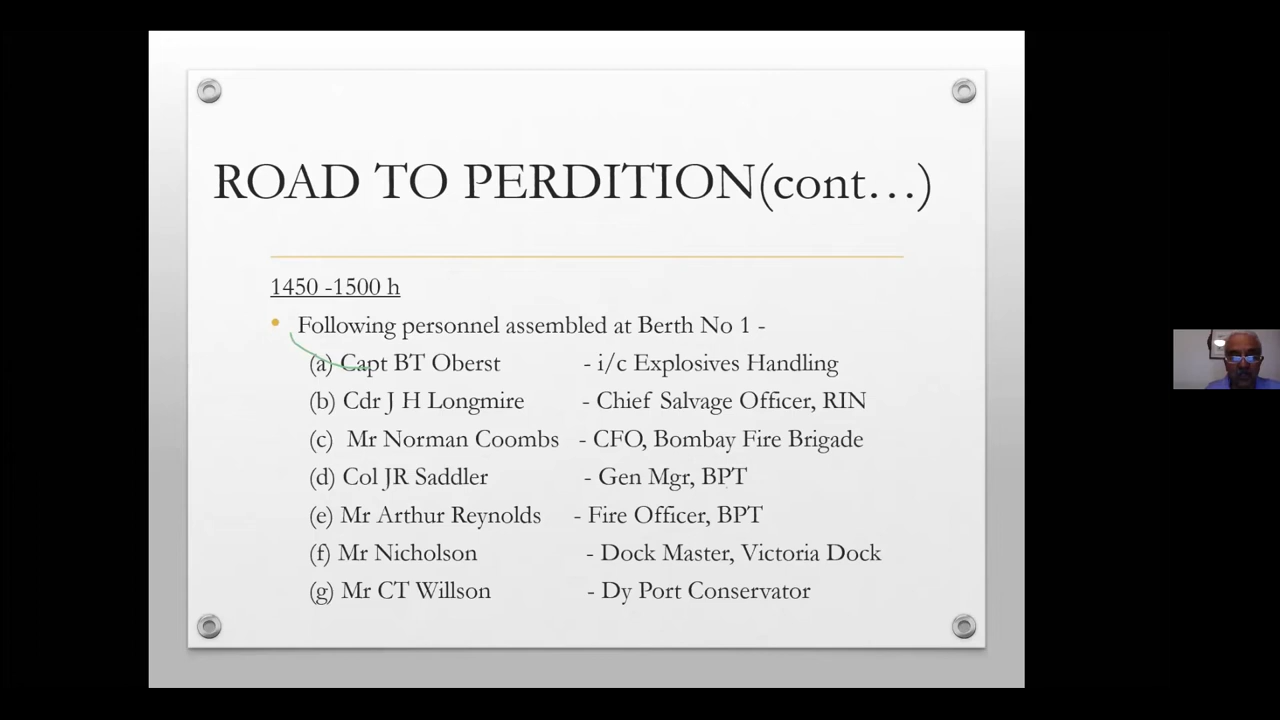 ROAD TO PERDITION(cont…)
1450 -1500 h
• Following personnel assembled at Berth No 1 -
(a) Capt BT Oberst - i/c Explosives Handling
(b) Cdr J H Longmire - Chief Salvage Officer, RIN
(c) Mr Norman Coombs - CFO, Bombay Fire Brigade
(d) Col JR Saddler - Gen Mgr, BPT
(e) Mr Arthur Reynolds - Fire Officer, BPT
(f) Mr Nicholson - Dock Master, Victoria Dock
(g) Mr CT Willson - Dy Port Conservator